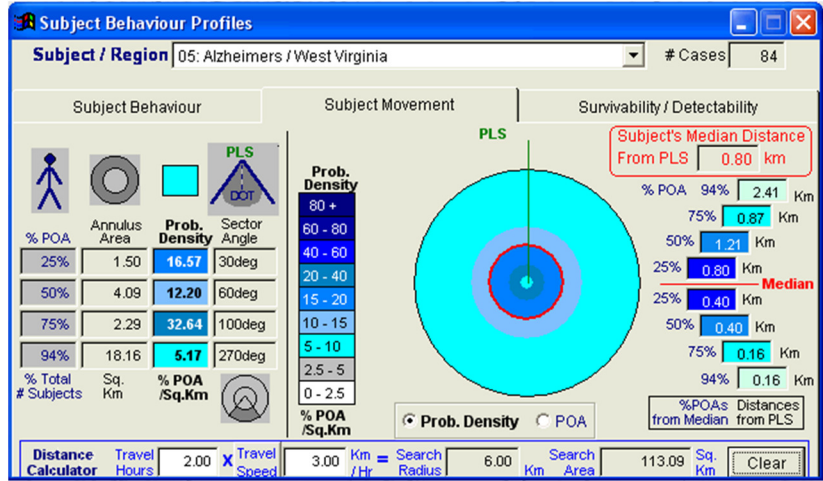 Subject Behaviour Profiles
Subject / Region 05: Alzheimers / West Virginia # Cases 84
Subject Behaviour Subject Movement Survivability / Detectability
PLS
DOT
% POA Annulus Area Prob. Density Sector Angle
25% 1.50 16.57 30deg
50% 4.09 12.20 60deg
75% 2.29 32.64 100deg
94% 18.16 5.17 270deg
% Total # Subjects Sq. Km % POA /Sq.Km
Prob. Density
80 +
60 - 80
40 - 60
20 - 40
15 - 20
10 - 15
5 - 10
2.5 - 5
0 - 2.5
% POA /Sq.Km
PLS
Prob. Density POA
Subject's Median Distance
From PLS 0.80 km
% POA 94% 2.41 Km
75% 0.87 Km
50% 1.21 Km
25% 0.80 Km
Median
25% 0.40 Km
50% 0.40 Km
75% 0.16 Km
94% 0.16 Km
%POAs Distances
from Median from PLS
Distance Calculator Travel Hours 2.00 X Travel Speed 3.00 Km /Hr = Search Radius 6.00 Km Search Area 113.09 Sq. Km Clear